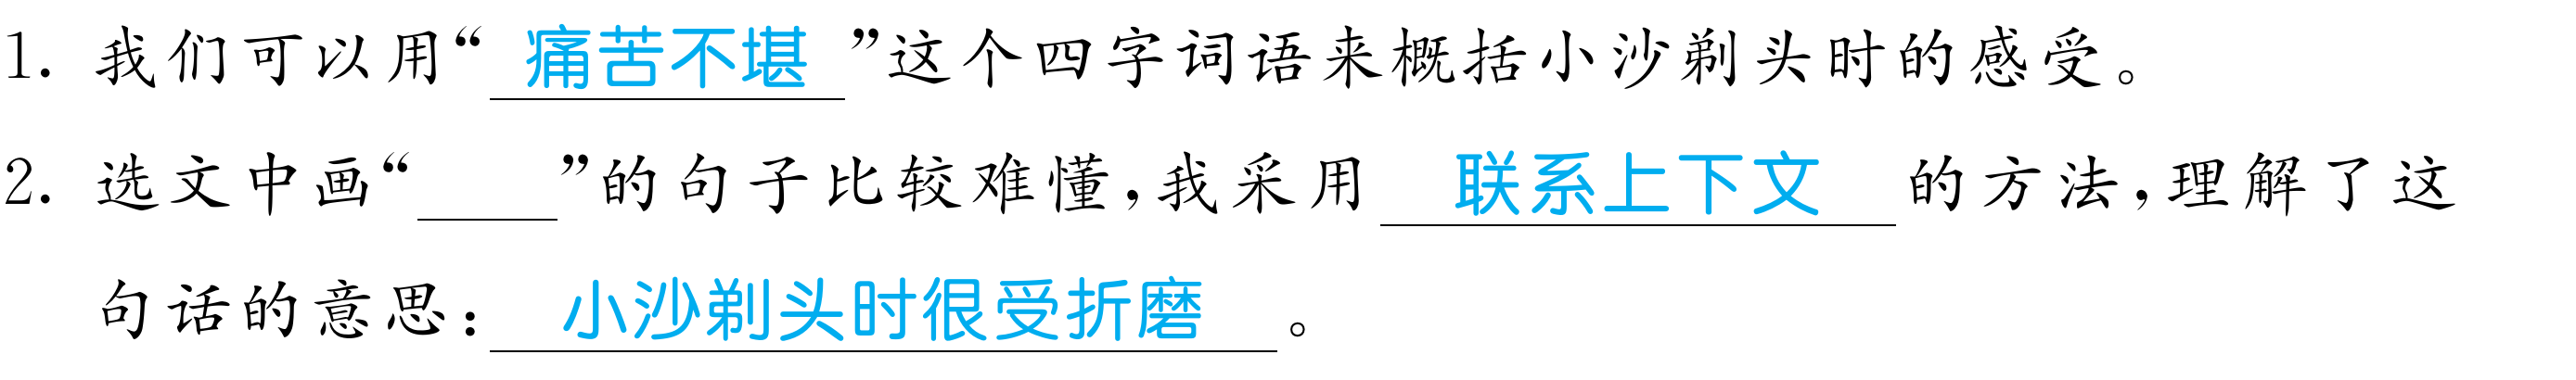 1. 我们可以用“痛苦不堪”这个四字词语来概括小沙剃头时的感受。
2. 选文中画“____”的句子比较难懂，我采用 联系上下文 的方法，理解了这
句话的意思：小沙剃头时很受折磨。